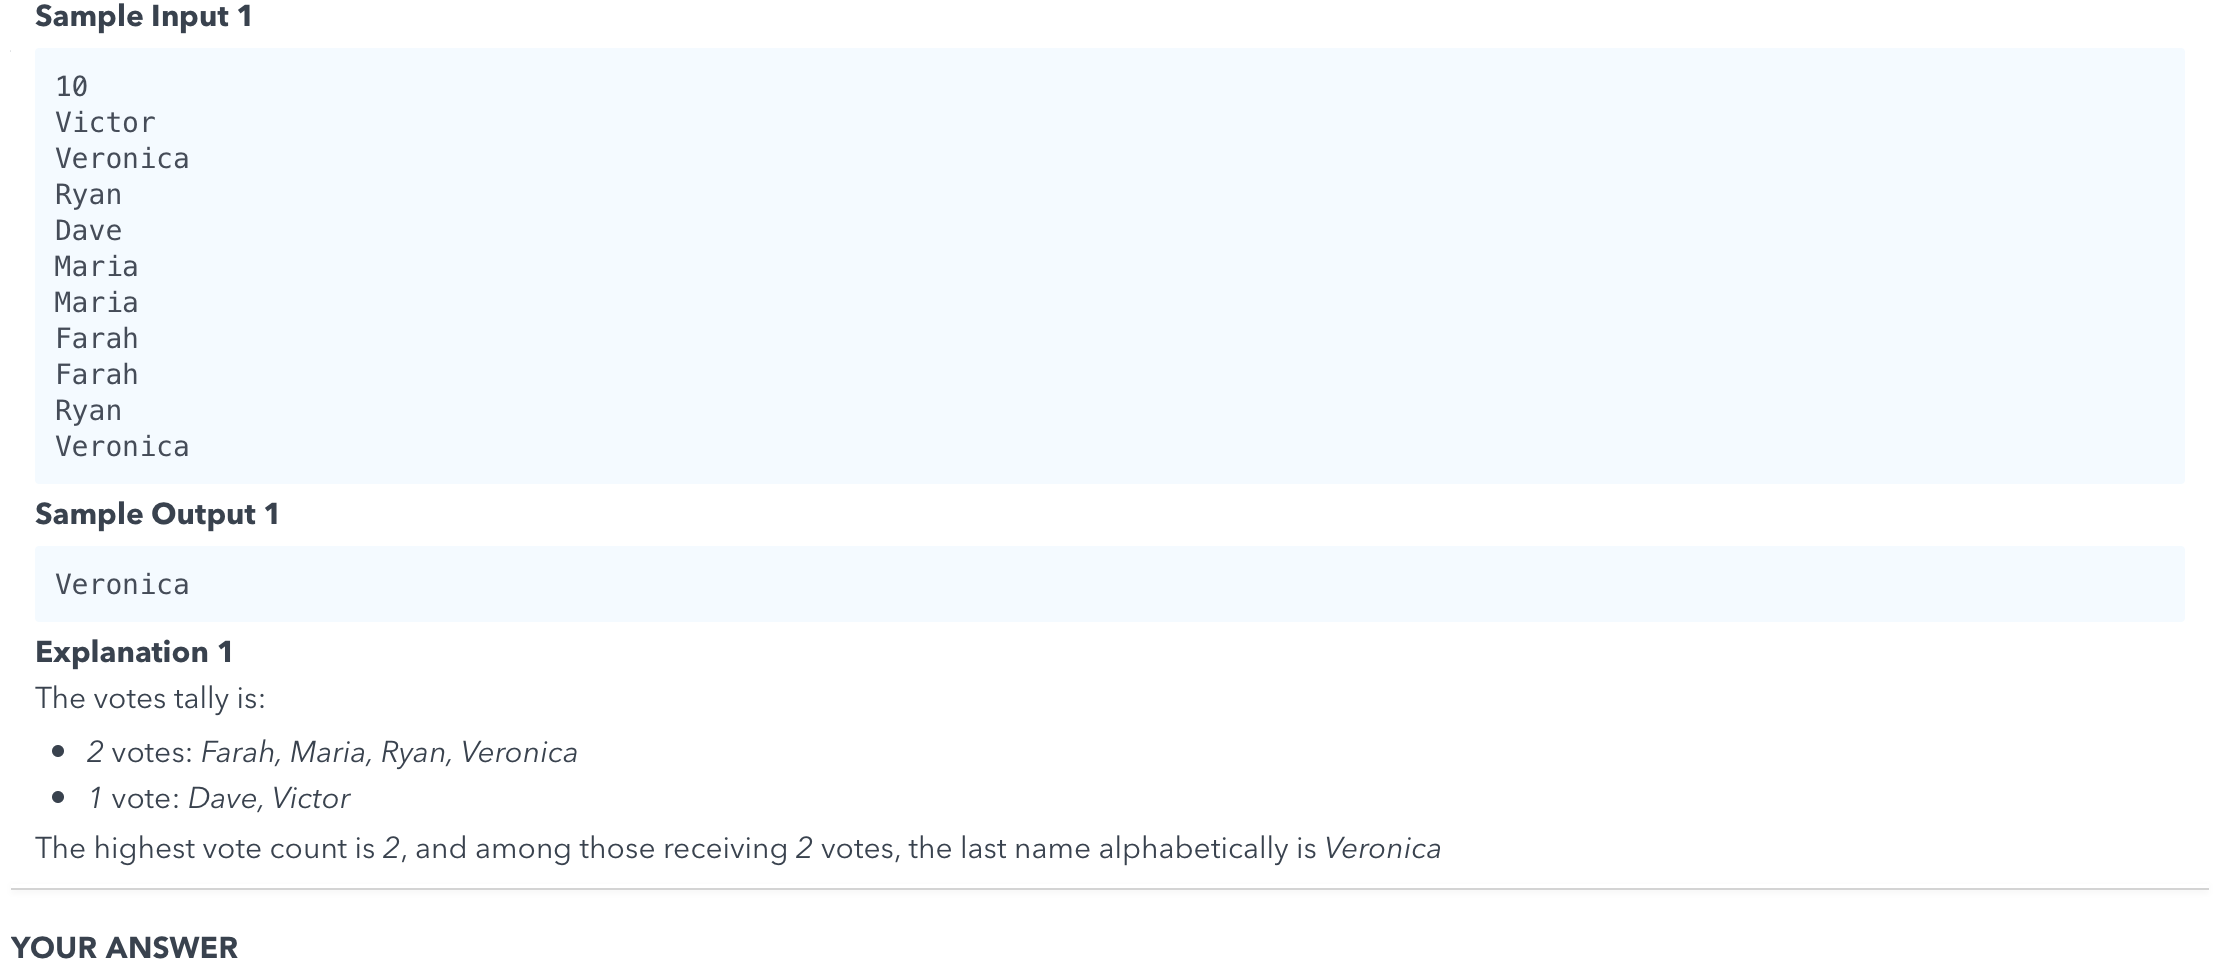 Sample Input 1
10
Victor
Veronica
Ryan
Dave
Maria
Maria
Farah
Farah
Ryan
Veronica
Sample Output 1
Veronica
Explanation 1
The votes tally is:
• 2 votes: Farah, Maria, Ryan, Veronica
• 1 vote: Dave, Victor
The highest vote count is 2, and among those receiving 2 votes, the last name alphabetically is Veronica
YOUR ANSWER